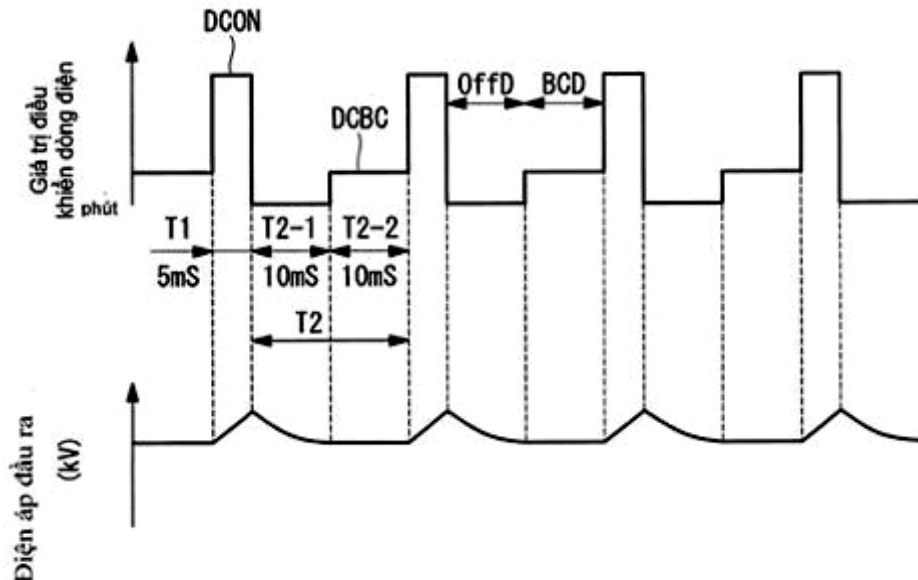 DCON
OffD
BCD
DCBC
Giá trị điều
khiển dòng điện
phút
T1
T2-1
T2-2
5mS
10mS
10mS
T2
Điện áp đầu ra
(kV)